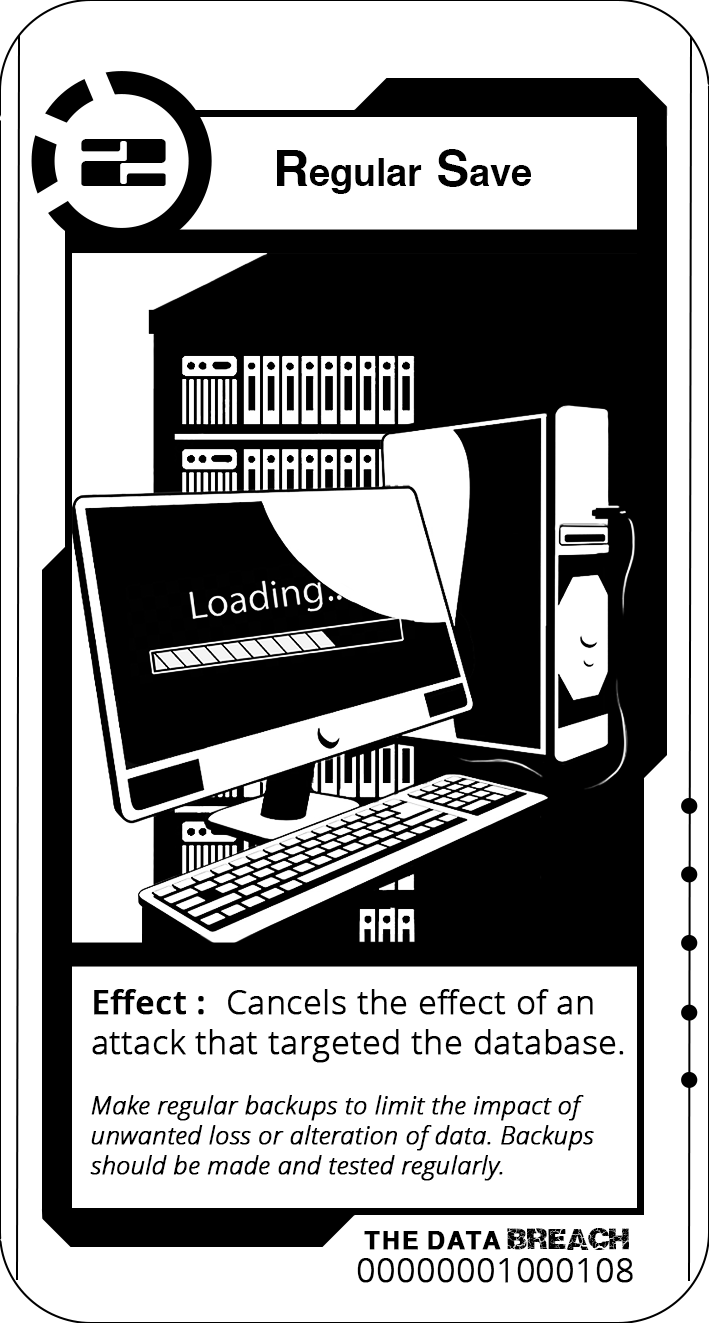 2
Regular Save
Loading..
Effect : Cancels the effect of an
attack that targeted the database.
Make regular backups to limit the impact of
unwanted loss or alteration of data. Backups
should be made and tested regularly.
THE DATA BREACH
00000001000108